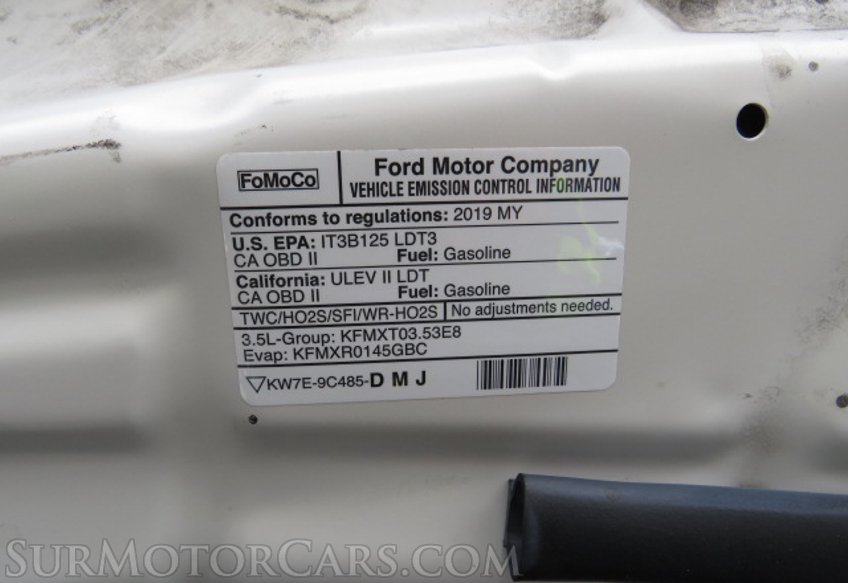 FoMoCo
Ford Motor Company
VEHICLE EMISSION CONTROL INFORMATION
Conforms to regulations: 2019 MY
U.S. EPA: IT3B125 LDT3
CA OBD II Fuel: Gasoline
California: ULEV II LDT
CA OBD II Fuel: Gasoline
TWC/HO2S/SFI/WR-HO2S No adjustments needed.
3.5L-Group: KFMXT03.53E8
Evap: KFMXR0145GBC
KW7E-9C485-D M J
SURMOTORCARS.COM